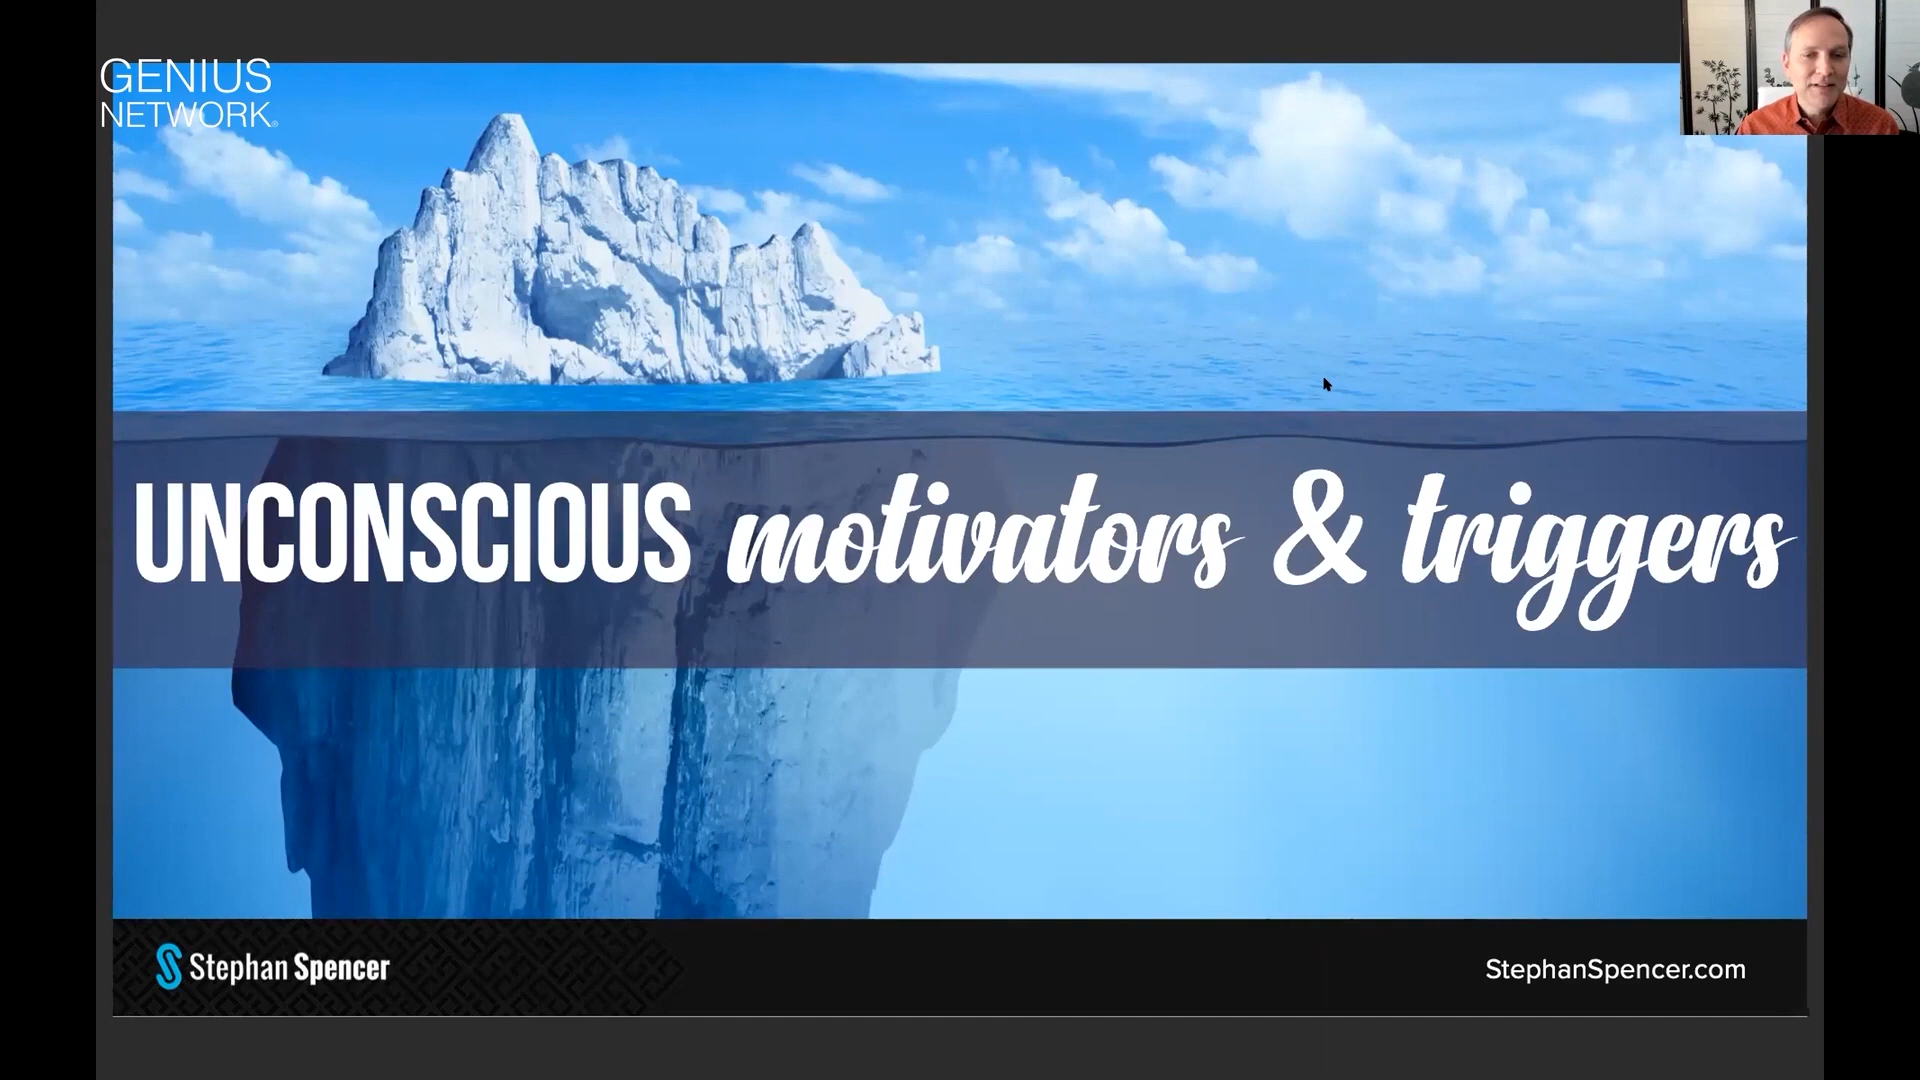 GENIUS
NETWORK®
UNCONSCIOUS motivators & triggers
Stephan Spencer
StephanSpencer.com